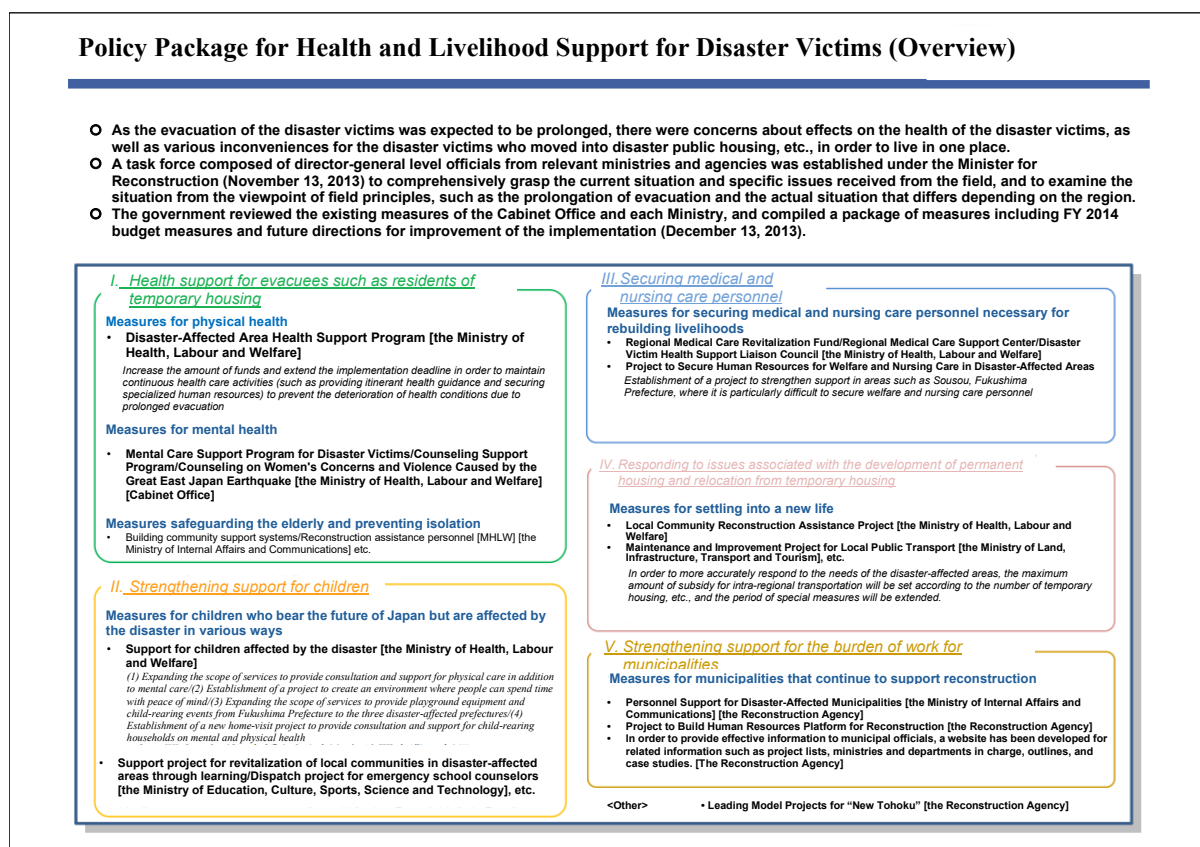 Policy Package for Health and Livelihood Support for Disaster Victims (Overview)
As the evacuation of the disaster victims was expected to be prolonged, there were concerns about effects on the health of the disaster victims, as
well as various inconveniences for the disaster victims who moved into disaster public housing, etc., in order to live in one place.
A task force composed of director-general level officials from relevant ministries and agencies was established under the Minister for
Reconstruction (November 13, 2013) to comprehensively grasp the current situation and specific issues received from the field, and to examine the
situation from the viewpoint of field principles, such as the prolongation of evacuation and the actual situation that differs depending on the region.
The government reviewed the existing measures of the Cabinet Office and each Ministry, and compiled a package of measures including FY 2014
budget measures and future directions for improvement of the implementation (December 13, 2013).
I. Health support for evacuees such as residents of
temporary housing
Measures for physical health
• Disaster-Affected Area Health Support Program [the Ministry of
Health, Labour and Welfare]
Increase the amount of funds and extend the implementation deadline in order to maintain
continuous health care activities (such as providing itinerant health guidance and securing
specialized human resources) to prevent the deterioration of health conditions due to
prolonged evacuation
Measures for mental health
• Mental Care Support Program for Disaster Victims/Counseling Support
Program/Counseling on Women's Concerns and Violence Caused by the
Great East Japan Earthquake [the Ministry of Health, Labour and Welfare]
[Cabinet Office]
Measures safeguarding the elderly and preventing isolation
• Building community support systems/Reconstruction assistance personnel [MHLW] [the
Ministry of Internal Affairs and Communications] etc.
II. Strengthening support for children
Measures for children who bear the future of Japan but are affected by
the disaster in various ways
• Support for children affected by the disaster [the Ministry of Health, Labour
and Welfare]
(1) Expanding the scope of services to provide consultation and support for physical care in addition
to mental care/(2) Establishment of a project to create an environment where people can spend time
with peace of mind/(3) Expanding the scope of services to provide playground equipment and
child-rearing events from Fukushima Prefecture to the three disaster-affected prefectures/(4)
Establishment of a new home-visit project to provide consultation and support for child-rearing
households on mental and physical health
• Support project for revitalization of local communities in disaster-affected
areas through learning/Dispatch project for emergency school counselors
[the Ministry of Education, Culture, Sports, Science and Technology], etc.
III. Securing medical and
nursing care personnel
Measures for securing medical and nursing care personnel necessary for
rebuilding livelihoods
• Regional Medical Care Revitalization Fund/Regional Medical Care Support Center/Disaster
Victim Health Support Liaison Council [the Ministry of Health, Labour and Welfare]
• Project to Secure Human Resources for Welfare and Nursing Care in Disaster-Affected Areas
Establishment of a project to strengthen support in areas such as Sousou, Fukushima
Prefecture, where it is particularly difficult to secure welfare and nursing care personnel
IV. Responding to issues associated with the development of permanent
housing and relocation from temporary housing
Measures for settling into a new life
• Local Community Reconstruction Assistance Project [the Ministry of Health, Labour and
Welfare]
• Maintenance and Improvement Project for Local Public Transport [the Ministry of Land,
Infrastructure, Transport and Tourism], etc.
In order to more accurately respond to the needs of the disaster-affected areas, the maximum
amount of subsidy for intra-regional transportation will be set according to the number of temporary
housing, etc., and the period of special measures will be extended.
V. Strengthening support for the burden of work for
municipalities
Measures for municipalities that continue to support reconstruction
• Personnel Support for Disaster-Affected Municipalities [the Ministry of Internal Affairs and
Communications] [the Reconstruction Agency]
• Project to Build Human Resources Platform for Reconstruction [the Reconstruction Agency]
• In order to provide effective information to municipal officials, a website has been developed for
related information such as project lists, ministries and departments in charge, outlines, and
case studies. [The Reconstruction Agency]
<Other> • Leading Model Projects for “New Tohoku” [the Reconstruction Agency]